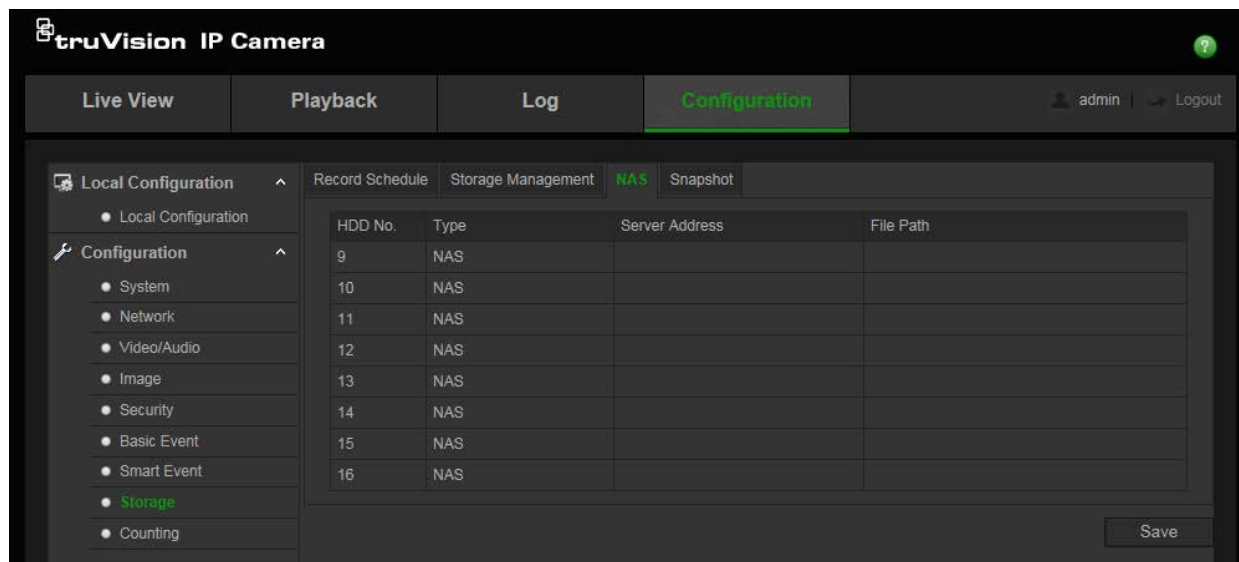 truVision IP Camera
?
Live View Playback Log Configuration admin | Logout
Local Configuration
Local Configuration
Configuration
System
Network
Video/Audio
Image
Security
Basic Event
Smart Event
Storage
Counting
Record Schedule Storage Management NAS Snapshot
HDD No. Type Server Address File Path
9 NAS
10 NAS
11 NAS
12 NAS
13 NAS
14 NAS
15 NAS
16 NAS
Save